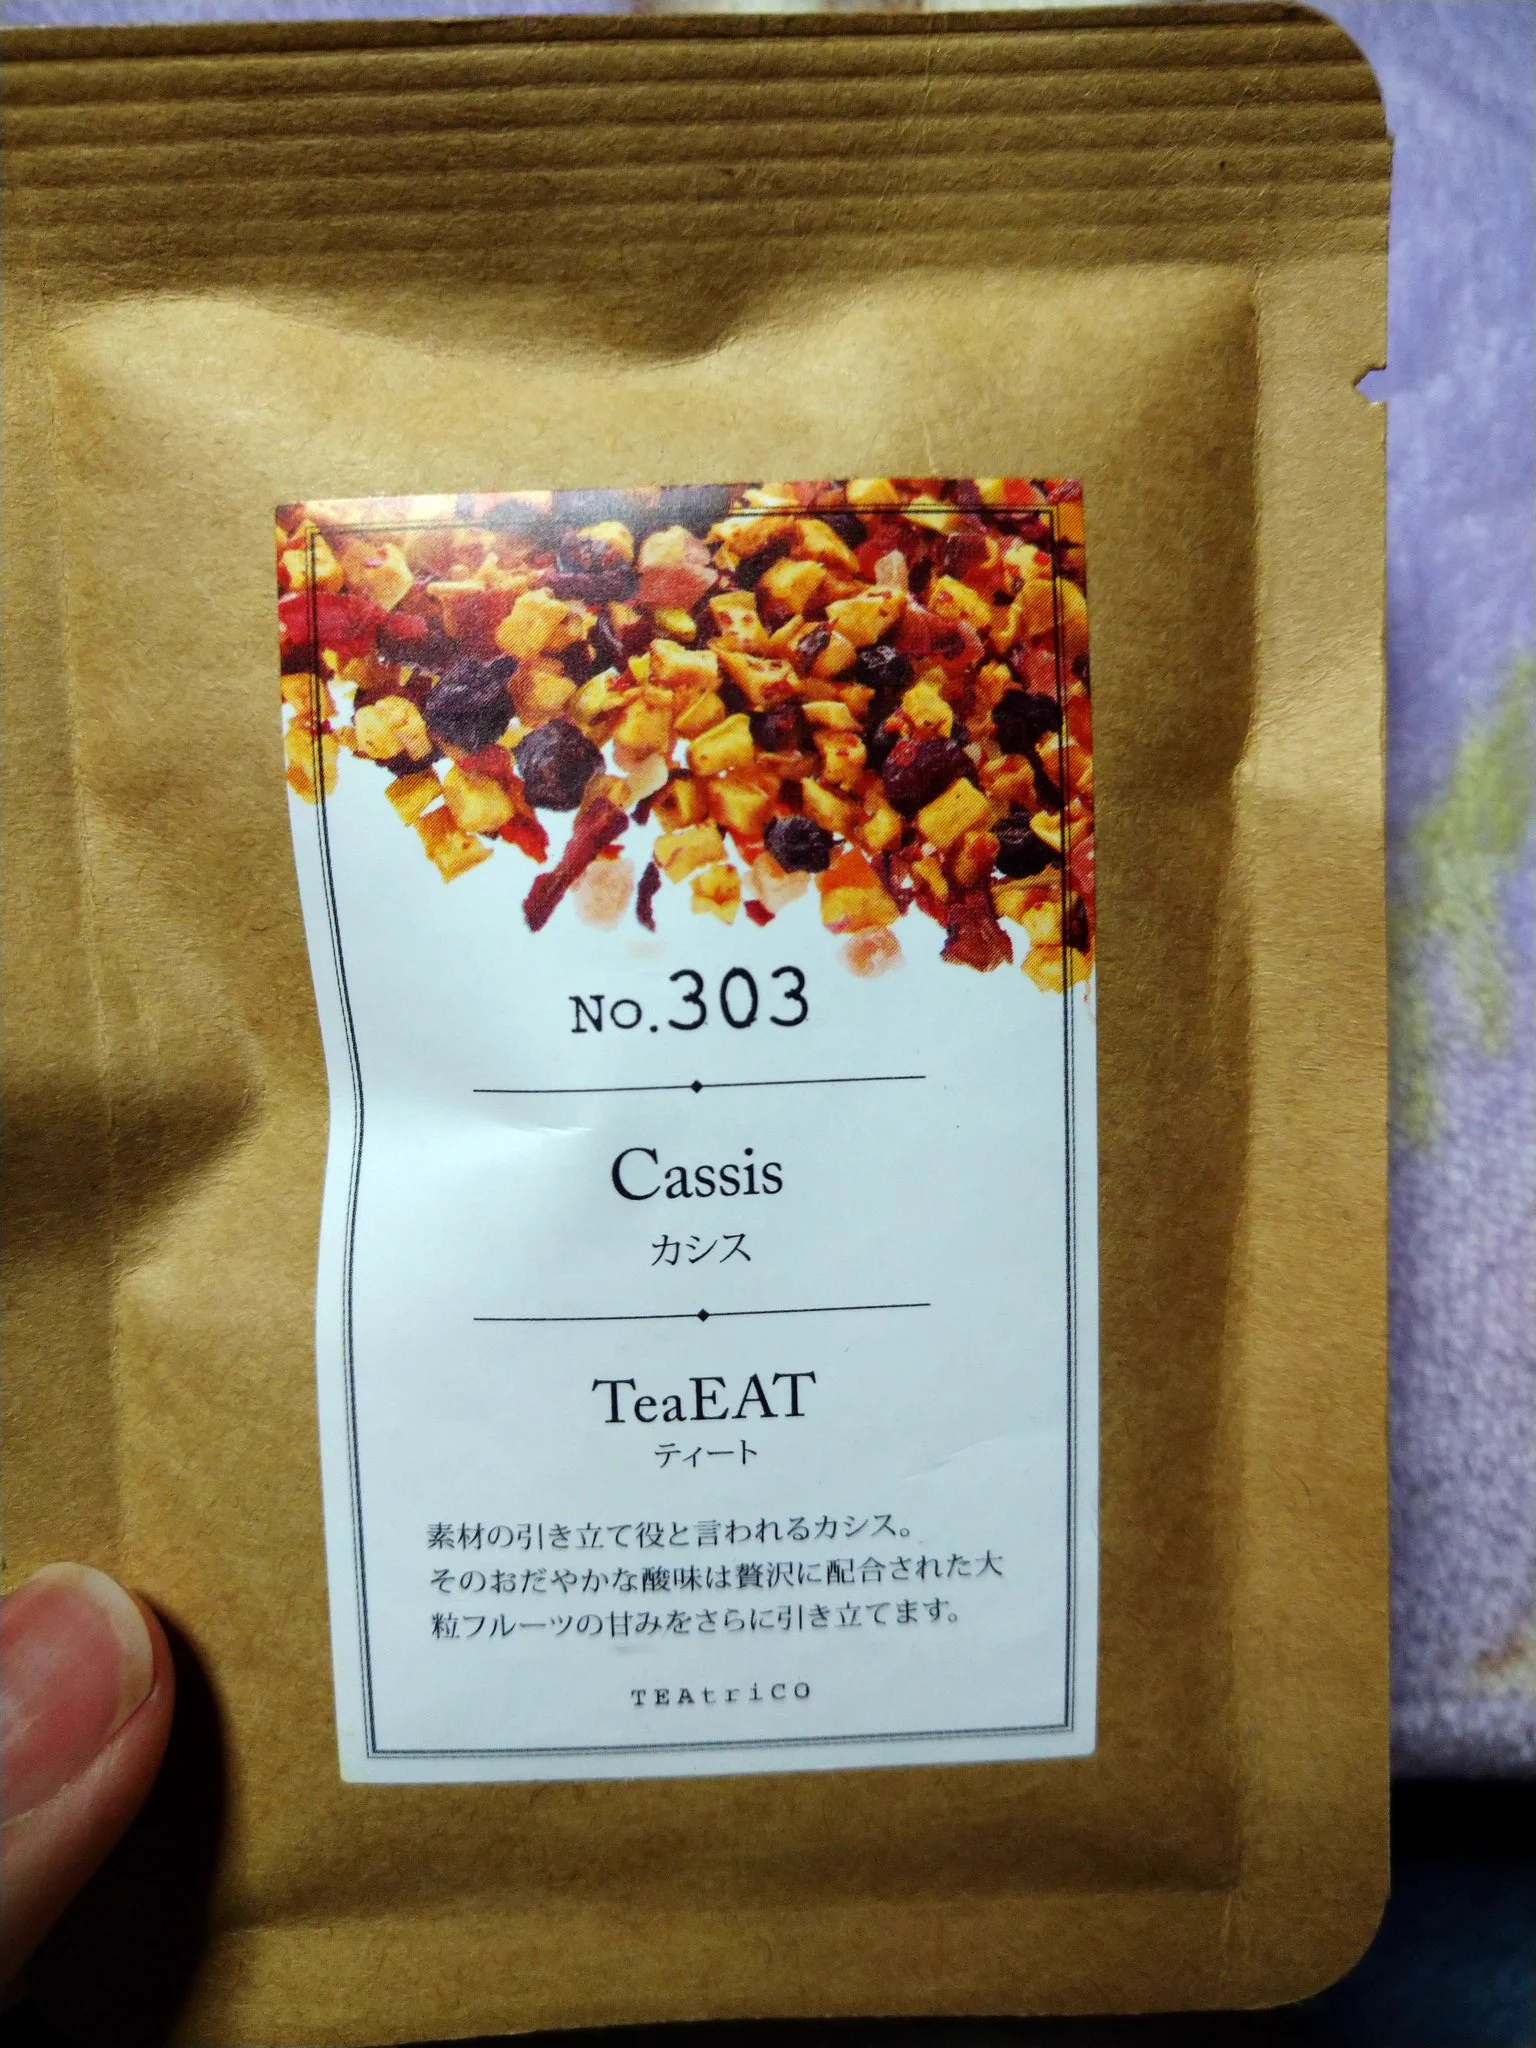 No.303
Cassis
カシス
TeaEAT
ティート
素材の引き立て役と言われるカシス。
そのおだやかな酸味は贅沢に配合された大
粒フルーツの甘みをさらに引き立てます。
TEAtriCO